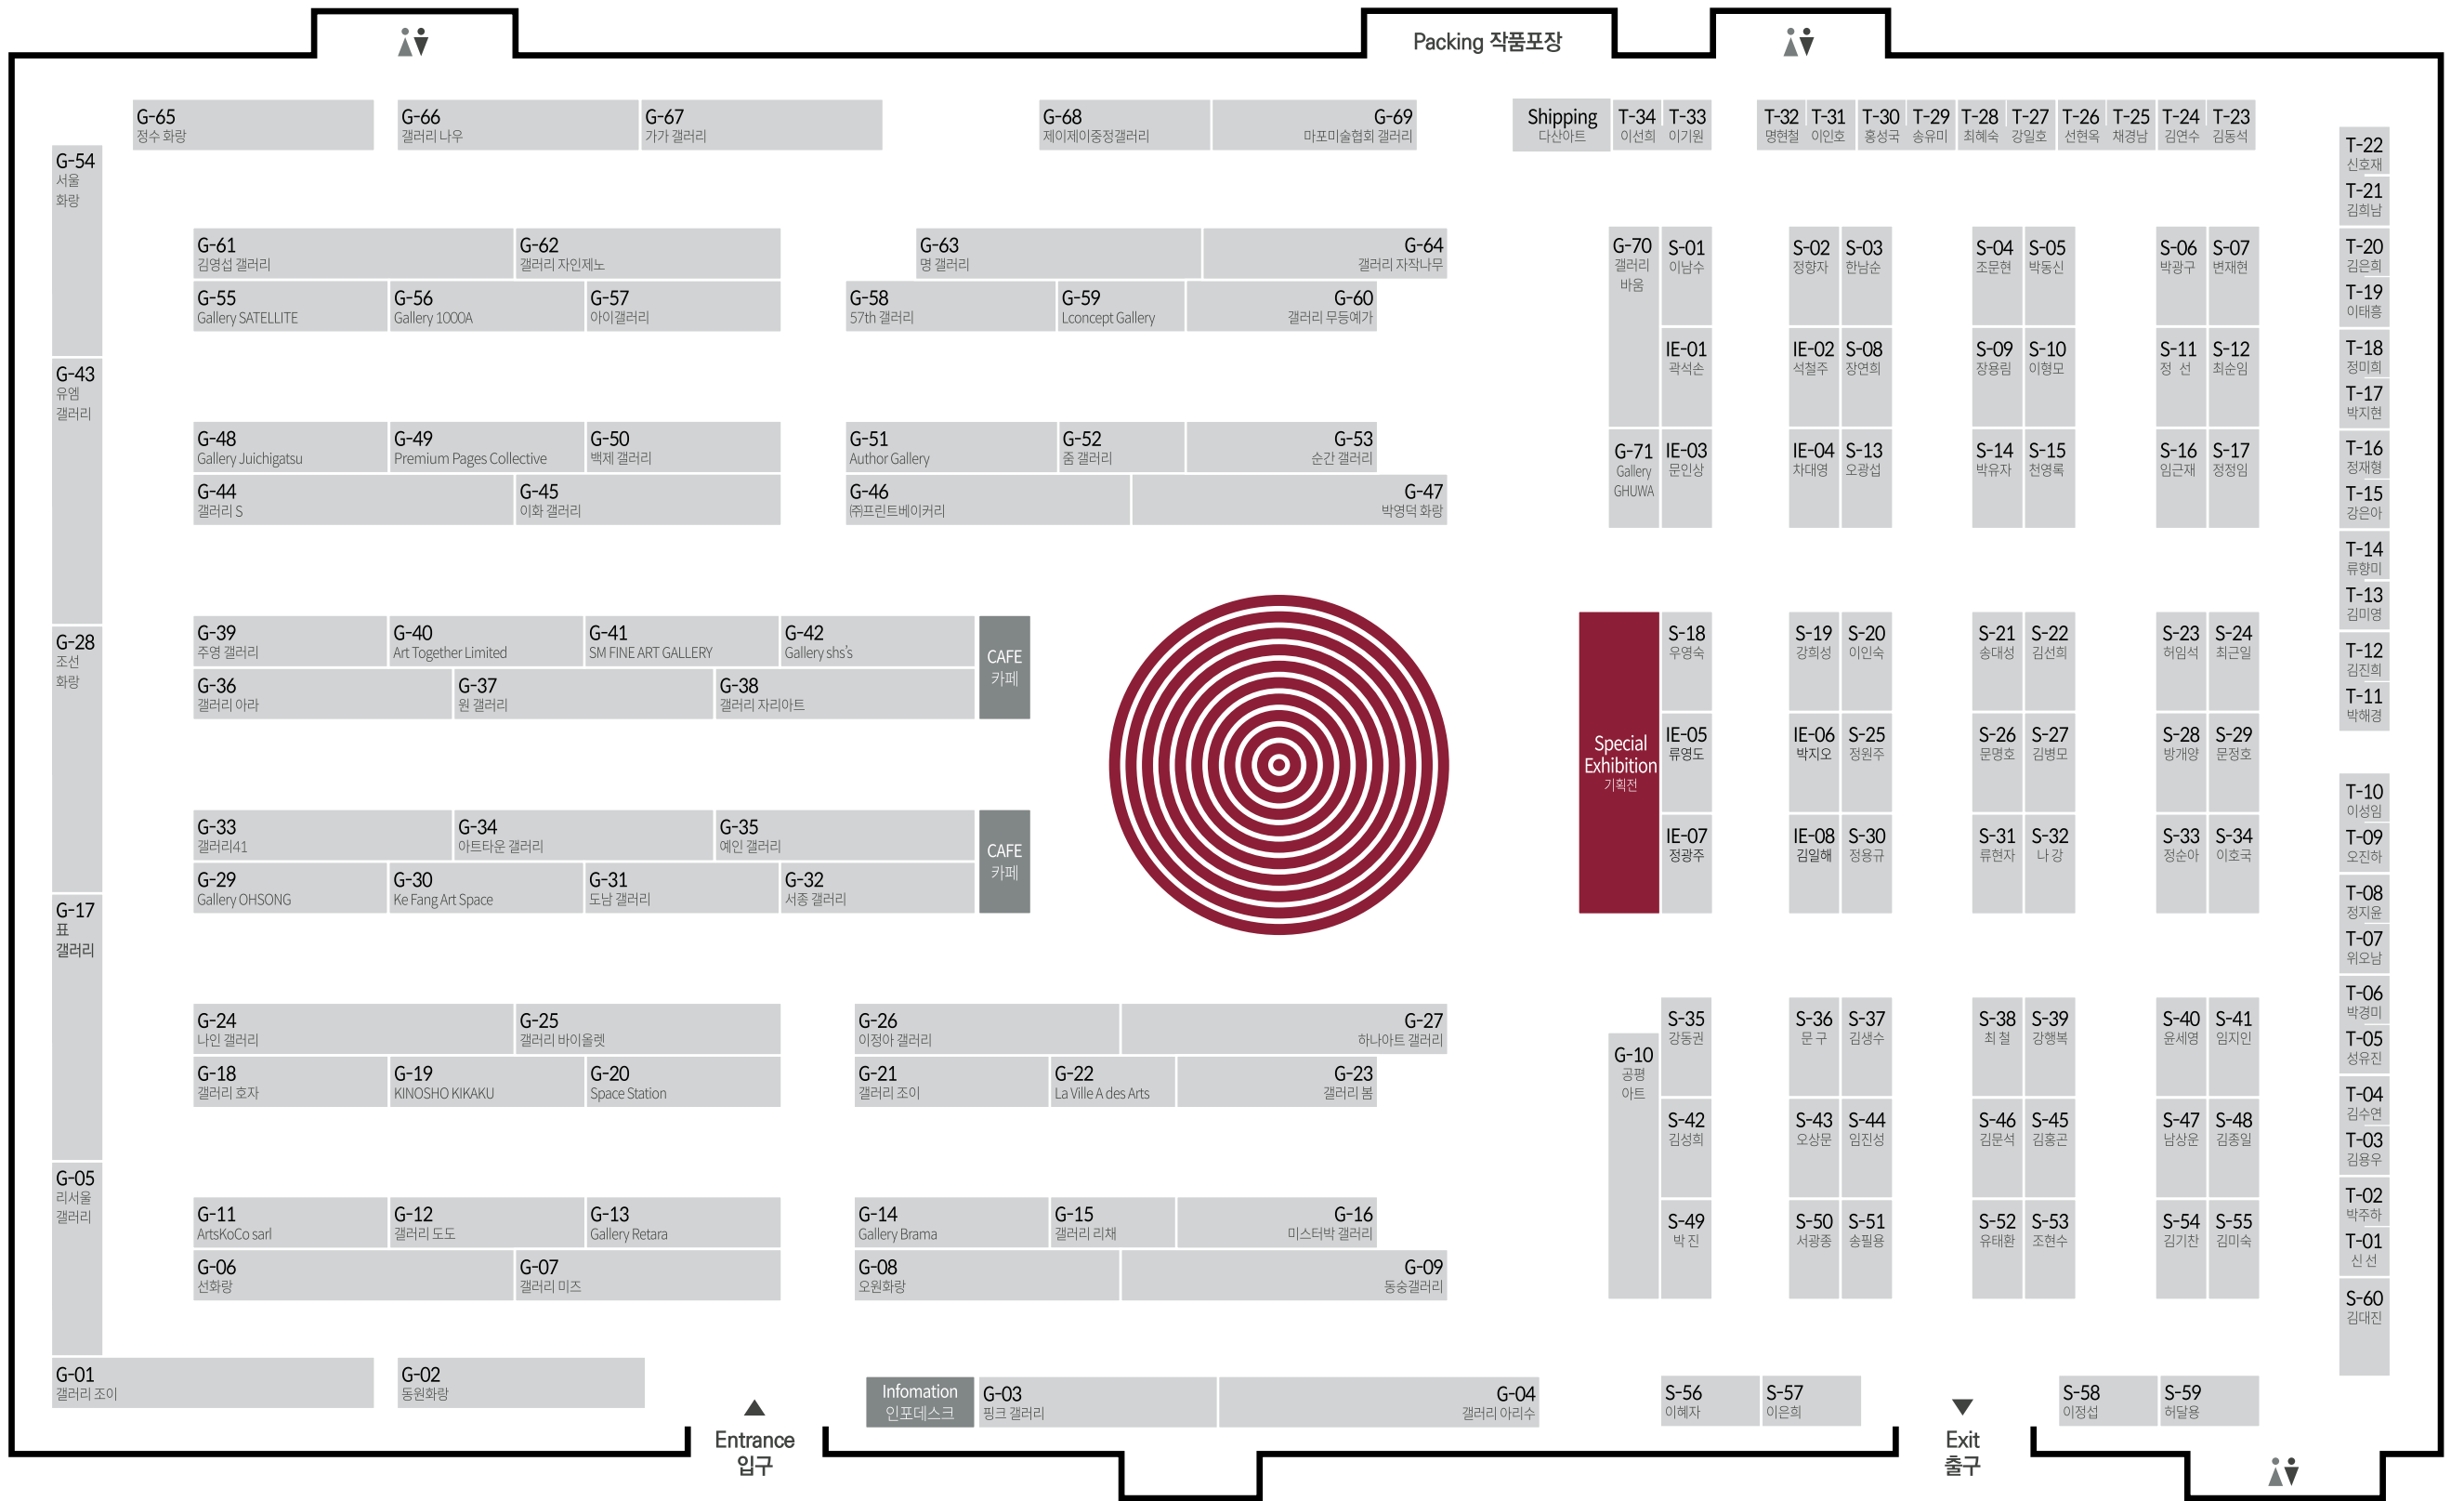 Packing 작품포장
G-65
정수 화랑
G-66
갤러리 나우
G-67
가가 갤러리
G-68
제이제이중정갤러리
G-69
마포미술협회 갤러리
Shipping
다산아트
T-34
이선희
T-33
이기원
T-32
명현철
T-31
이인호
T-30
홍성국
T-29
송유미
T-28
최혜숙
T-27
강일호
T-26
선현옥
T-25
채경남
T-24
김연수
T-23
김동석
G-54
서울
화랑
G-43
유엠
갤러리
G-28
조선
화랑
G-17
표
갤러리
G-05
리서울
갤러리
G-61
김영섭 갤러리
G-62
갤러리 자인제노
G-55
Gallery SATELLITE
G-56
Gallery 1000A
G-57
아이갤러리
G-63
명 갤러리
G-64
갤러리 자작나무
G-58
57th 갤러리
G-59
Lconcept Gallery
G-60
갤러리 무등예가
G-48
Gallery Juichigatsu
G-49
Premium Pages Collective
G-50
백제 갤러리
G-44
갤러리 S
G-45
이화 갤러리
G-51
Author Gallery
G-52
줌 갤러리
G-53
순간 갤러리
G-46
㈜프린트베이커리
G-47
박영덕 화랑
G-39
주영 갤러리
G-40
Art Together Limited
G-41
SM FINE ART GALLERY
G-42
Gallery shs's
G-36
갤러리 아라
G-37
원 갤러리
G-38
갤러리 자리아트
CAFE
카페
G-33
갤러리41
G-34
아트타운 갤러리
G-35
예인 갤러리
G-29
Gallery OHSONG
G-30
Ke Fang Art Space
G-31
도남 갤러리
G-32
서종 갤러리
CAFE
카페
G-24
나인 갤러리
G-25
갤러리 바이올렛
G-18
갤러리 호자
G-19
KINOSHO KIKAKU
G-20
Space Station
G-26
이정아 갤러리
G-27
하나아트 갤러리
G-21
갤러리 조이
G-22
La Ville A des Arts
G-23
갤러리 봄
G-11
ArtsKoCo sarl
G-12
갤러리 도도
G-13
Gallery Retara
G-06
선화랑
G-07
갤러리 미즈
G-14
Gallery Brama
G-15
갤러리 리채
G-16
미스터박 갤러리
G-08
오원화랑
G-09
동숭갤러리
G-01
갤러리 조이
G-02
동원화랑
Entrance
입구
Infomation
인포데스크
G-03
핑크 갤러리
G-04
갤러리 아리수
G-70
갤러리
바움
G-71
Gallery
GHUWA
S-01
이남수
S-02
정향자
S-03
한남순
S-04
조문현
S-05
박동신
S-06
박광구
S-07
변재현
IE-01
곽석손
IE-02
석철주
S-08
장연희
S-09
장용림
S-10
이형모
S-11
정 선
S-12
최순임
IE-03
문인상
IE-04
차대영
S-13
오광섭
S-14
박유자
S-15
천영록
S-16
임근재
S-17
정정임
Special
Exhibition
기획전
S-18
우영숙
S-19
강희성
S-20
이인숙
S-21
송대성
S-22
김선희
S-23
허임석
S-24
최근일
IE-05
류영도
IE-06
박지오
S-25
정원주
S-26
문명호
S-27
김병모
S-28
방개양
S-29
문정호
IE-07
정광주
IE-08
김일해
S-30
정용규
S-31
류현자
S-32
나 강
S-33
정순아
S-34
이호국
G-10
공평
아트
S-35
강동권
S-36
문 구
S-37
김생수
S-38
최 철
S-39
강행복
S-40
윤세영
S-41
임지인
S-42
김성희
S-43
오상문
S-44
임진성
S-46
김문석
S-45
김홍곤
S-47
남상운
S-48
김종일
S-49
박 진
S-50
서광종
S-51
송필용
S-52
유태환
S-53
조현수
S-54
김기찬
S-55
김미숙
S-56
이혜자
S-57
이은희
Exit
출구
S-58
이정섭
S-59
허달용
T-22
신호재
T-21
김희남
T-20
김은희
T-19
이태흥
T-18
정미희
T-17
박지현
T-16
정재형
T-15
강은아
T-14
류향미
T-13
김미영
T-12
김진희
T-11
박해경
T-10
이성임
T-09
오진하
T-08
정지윤
T-07
위오남
T-06
박경미
T-05
성유진
T-04
김수연
T-03
김용우
T-02
박주하
T-01
신 선
S-60
김대진